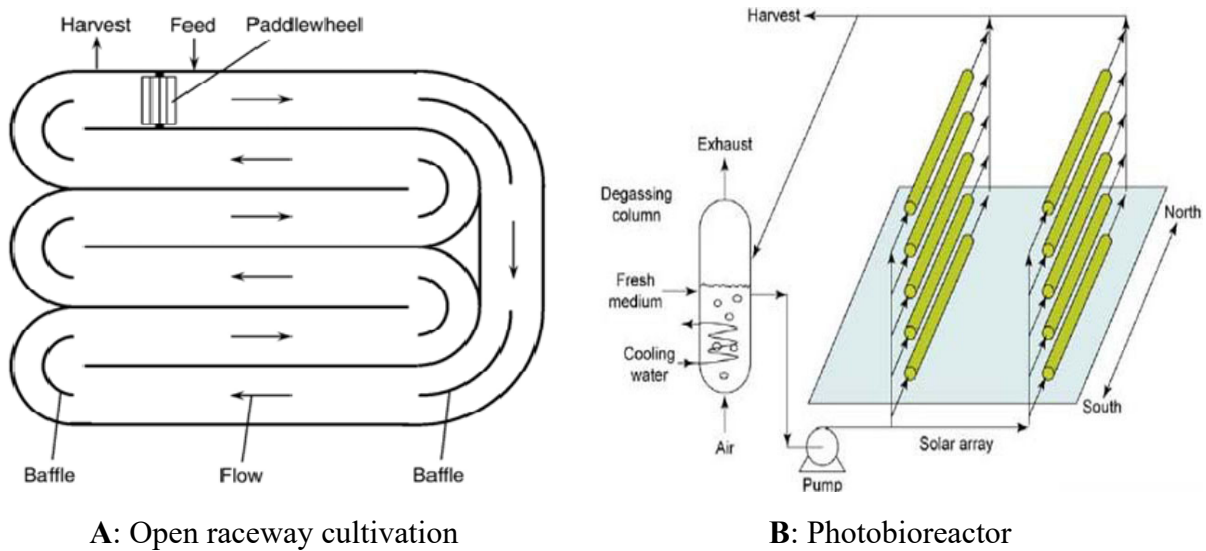 Harvest
Feed
Paddlewheel
Baffle
Flow
Baffle
A: Open raceway cultivation
Harvest
Exhaust
Degassing
column
Fresh
medium
Cooling
water
Air
Pump
Solar array
North
South
B: Photobioreactor